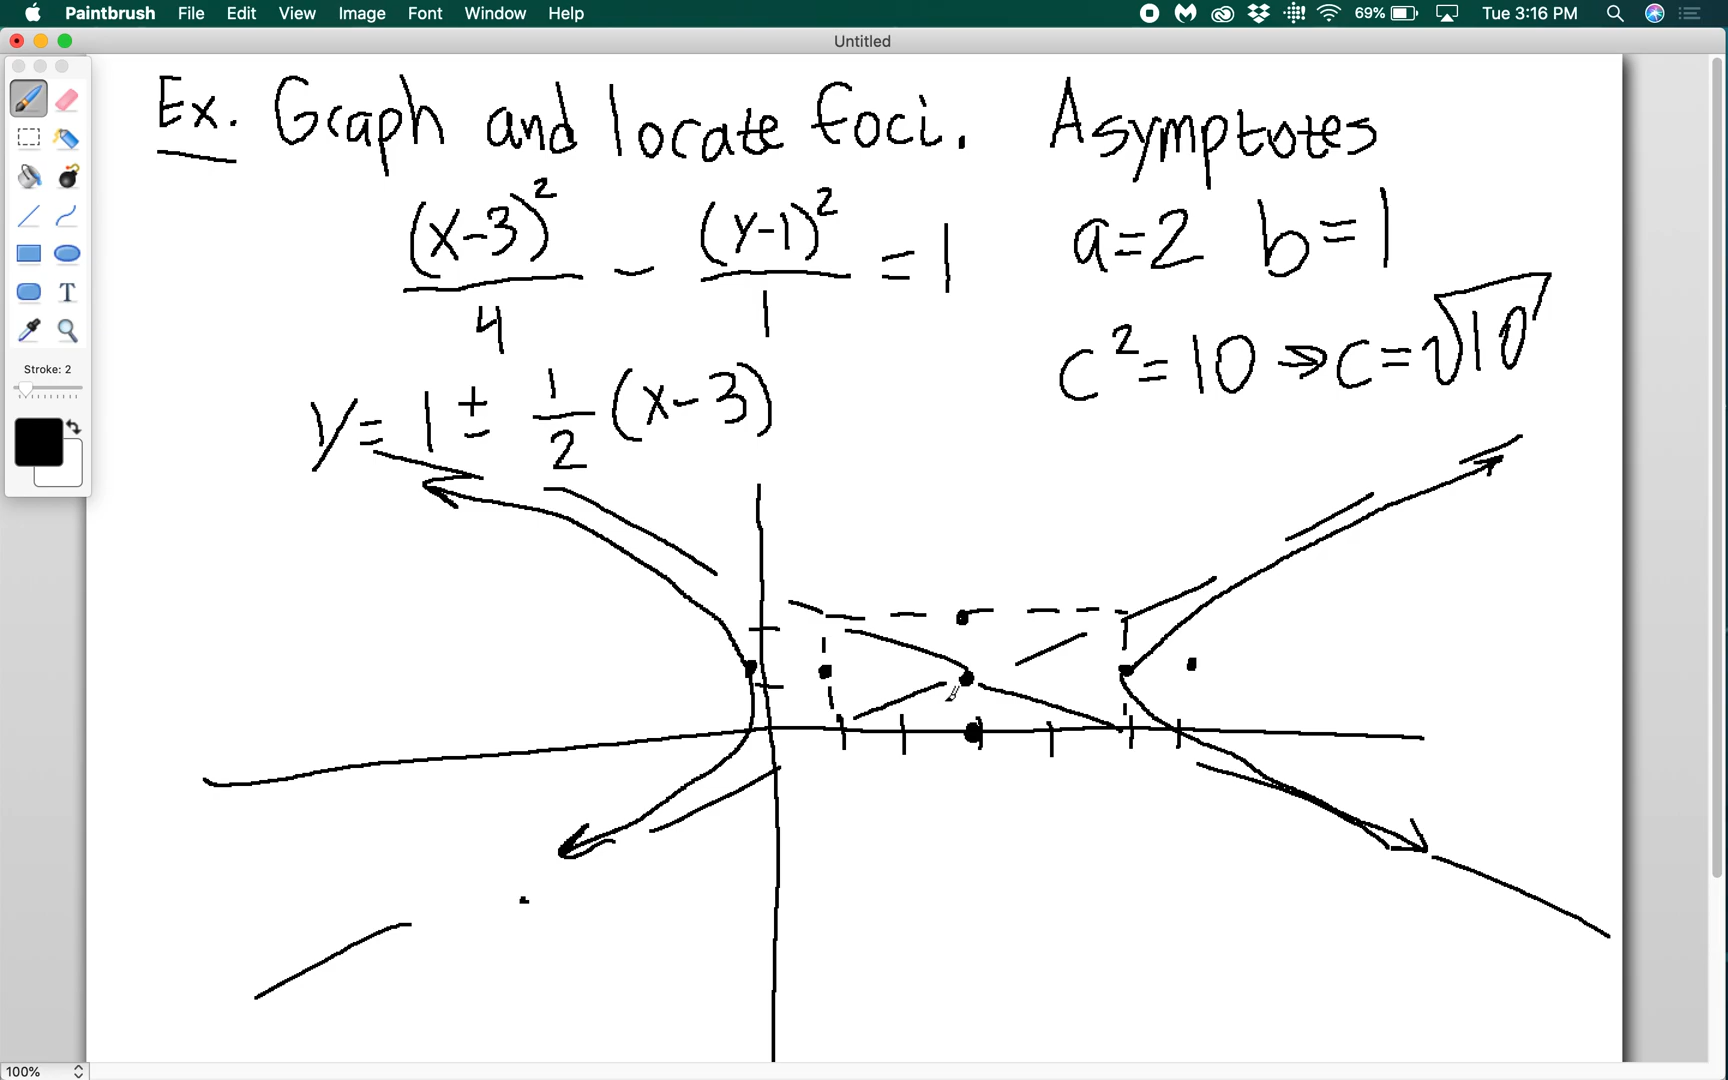 Paintbrush File Edit View Image Font Window Help 69% Tue 3:16 PM
Untitled
Ex. Graph and locate foci. Asymptotes
(x-3)²/4 - (y-1)²/1 = 1
a=2 b=1
c²=10 ⇒ c=√10
y= 1 ± 1/2 (x-3)
T
Stroke: 2
100%